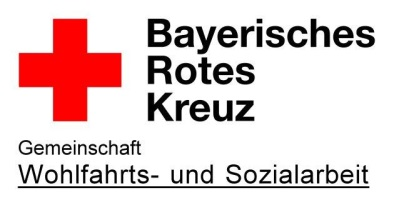 Bayerisches
Rotes
Kreuz
Gemeinschaft
Wohlfahrts- und Sozialarbeit